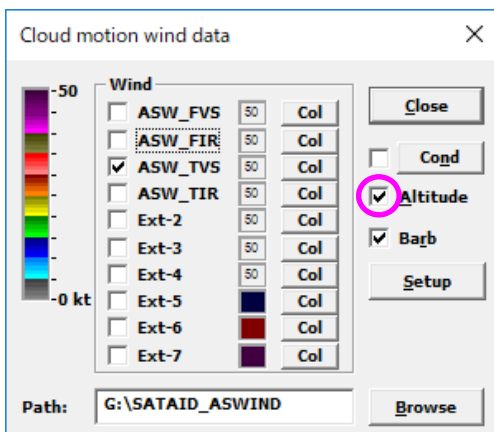 Cloud motion wind data
50
-0 kt
Wind
ASW_FVS 50 Col
ASW_FIR 50 Col
ASW_TVS 50 Col
ASW_TIR 50 Col
Ext-2 50 Col
Ext-3 50 Col
Ext-4 50 Col
Ext-5 Col
Ext-6 Col
Ext-7 Col
Close
Cond
Altitude
Barb
Setup
Path: G:\SATAID_ASWIND Browse